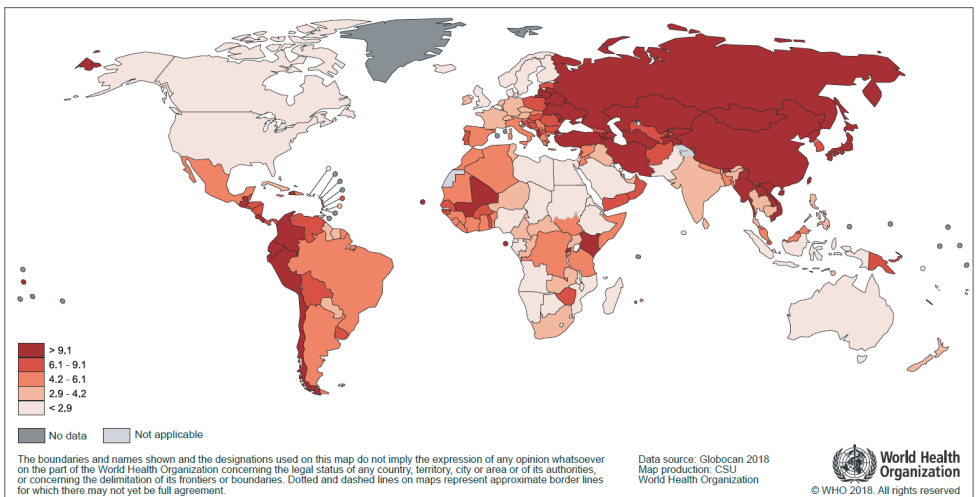 > 9.1
6.1 - 9.1
4.2 - 6.1
2.9 - 4.2
< 2.9
No data
Not applicable
The boundaries and names shown and the designations used on this map do not imply the expression of any opinion whatsoever
on the part of the World Health Organization concerning the legal status of any country, territory, city or area or of its authorities,
or concerning the delimitation of its frontiers or boundaries. Dotted and dashed lines on maps represent approximate border lines
for which there may not yet be full agreement.
Data source: Globocan 2018
Map production: CSU
World Health Organization
World Health
Organization
© WHO 2018. All rights reserved